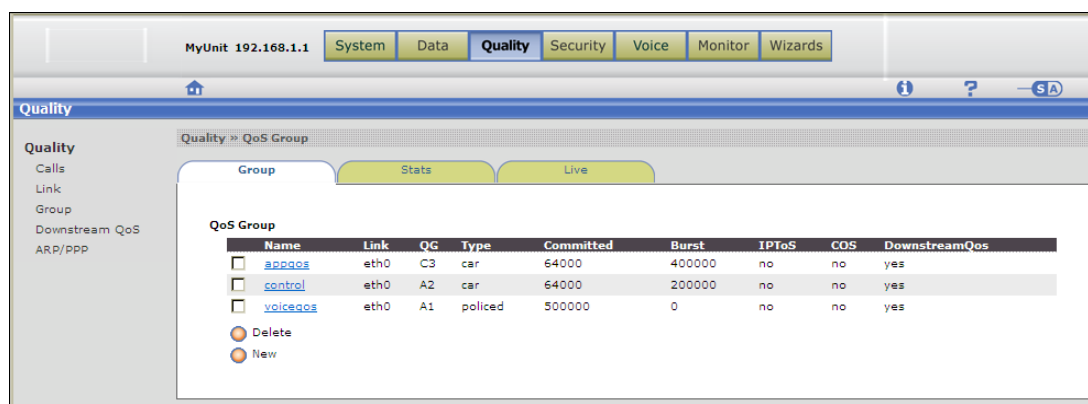 MyUnit 192.168.1.1 System Data Quality Security Voice Monitor Wizards
i ? SA
Quality
Quality
Calls
Link
Group
Downstream QoS
ARP/PPP
Quality » QoS Group
Group Stats Live
QoS Group
Name Link QG Type Committed Burst IPToS COS DownstreamQos
appqos eth0 C3 car 64000 400000 no no yes
control eth0 A2 car 64000 200000 no no yes
voiceqos eth0 A1 policed 500000 0 no no yes
Delete
New